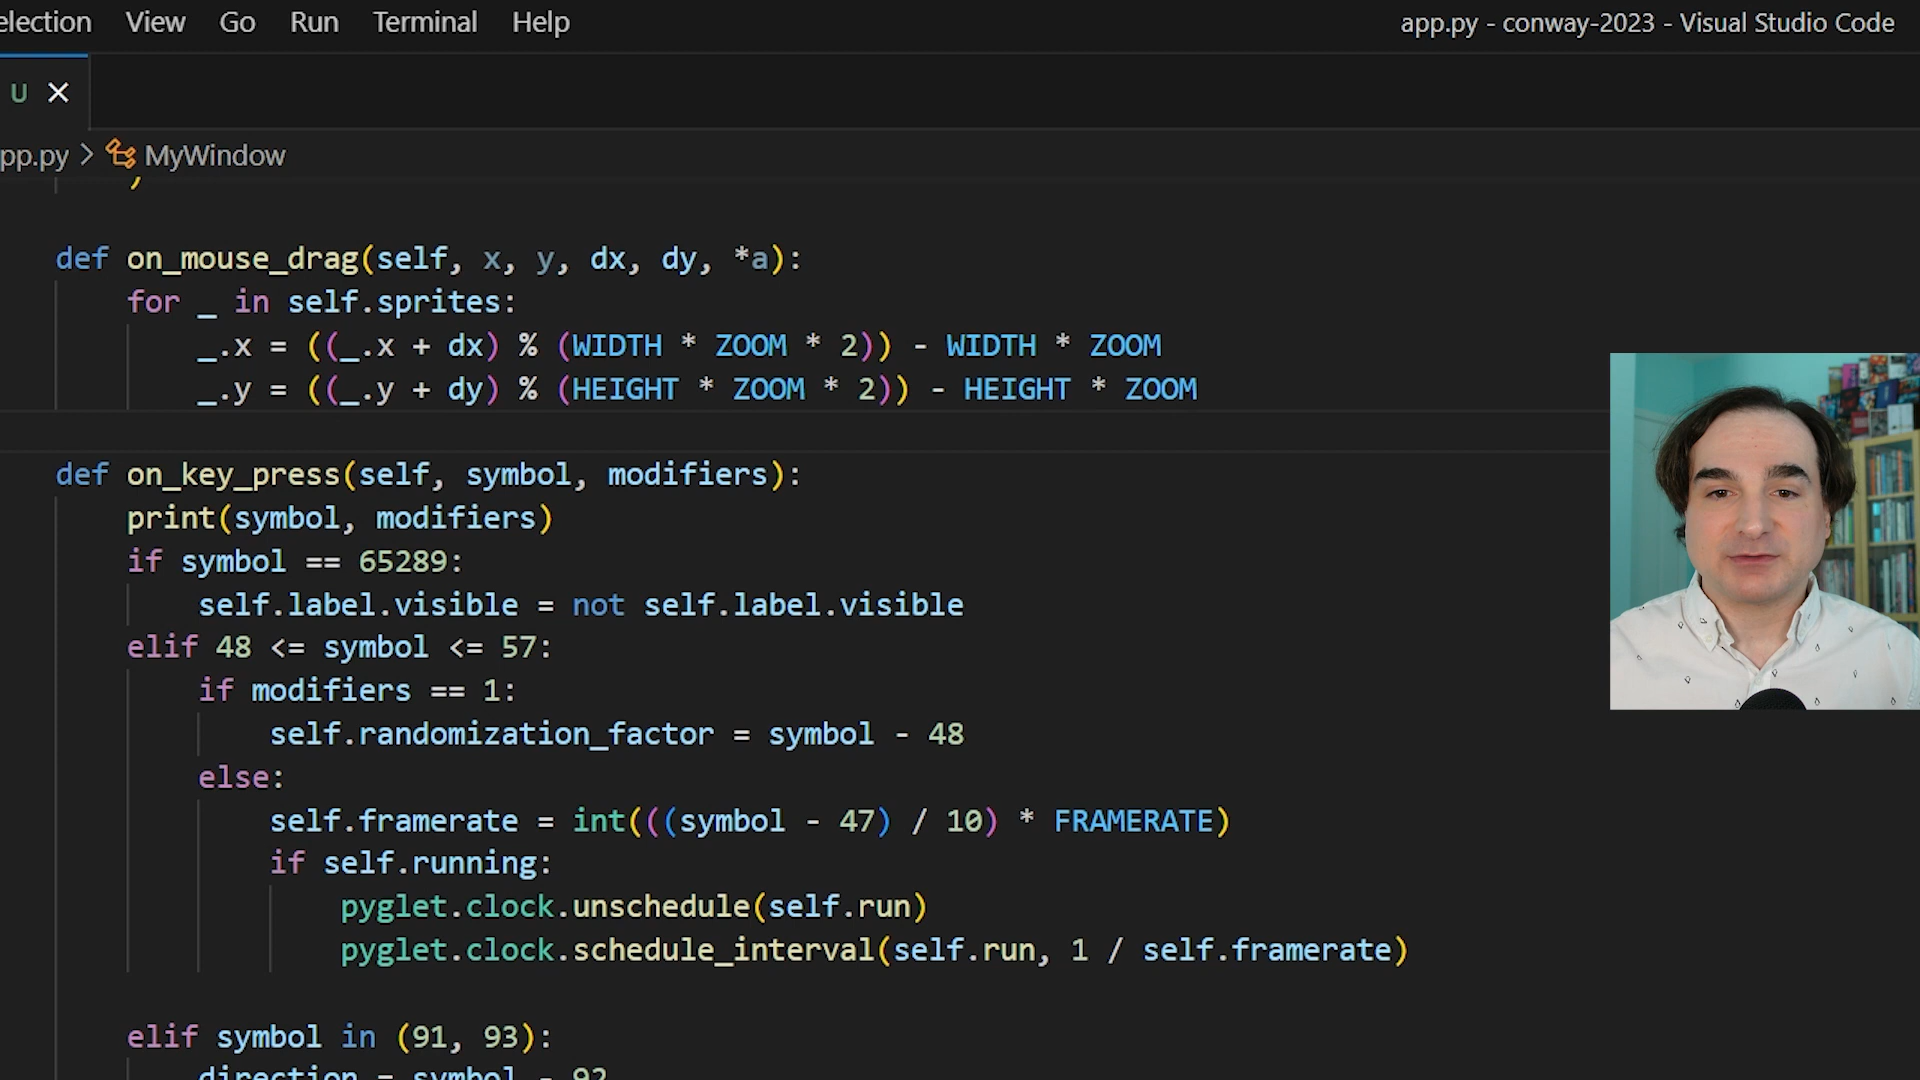 election View Go Run Terminal Help app.py - conway-2023 - Visual Studio Code
U
pp.py > MyWindow
)
def on_mouse_drag(self, x, y, dx, dy, *a):
for _ in self.sprites:
_.x = ((_.x + dx) % (WIDTH * ZOOM * 2)) - WIDTH * ZOOM
_.y = ((_.y + dy) % (HEIGHT * ZOOM * 2)) - HEIGHT * ZOOM
def on_key_press(self, symbol, modifiers):
print(symbol, modifiers)
if symbol == 65289:
self.label.visible = not self.label.visible
elif 48 <= symbol <= 57:
if modifiers == 1:
self.randomization_factor = symbol - 48
else:
self.framerate = int(((symbol - 47) / 10) * FRAMERATE)
if self.running:
pyglet.clock.unschedule(self.run)
pyglet.clock.schedule_interval(self.run, 1 / self.framerate)
elif symbol in (91, 93):
direction = symbol - 92